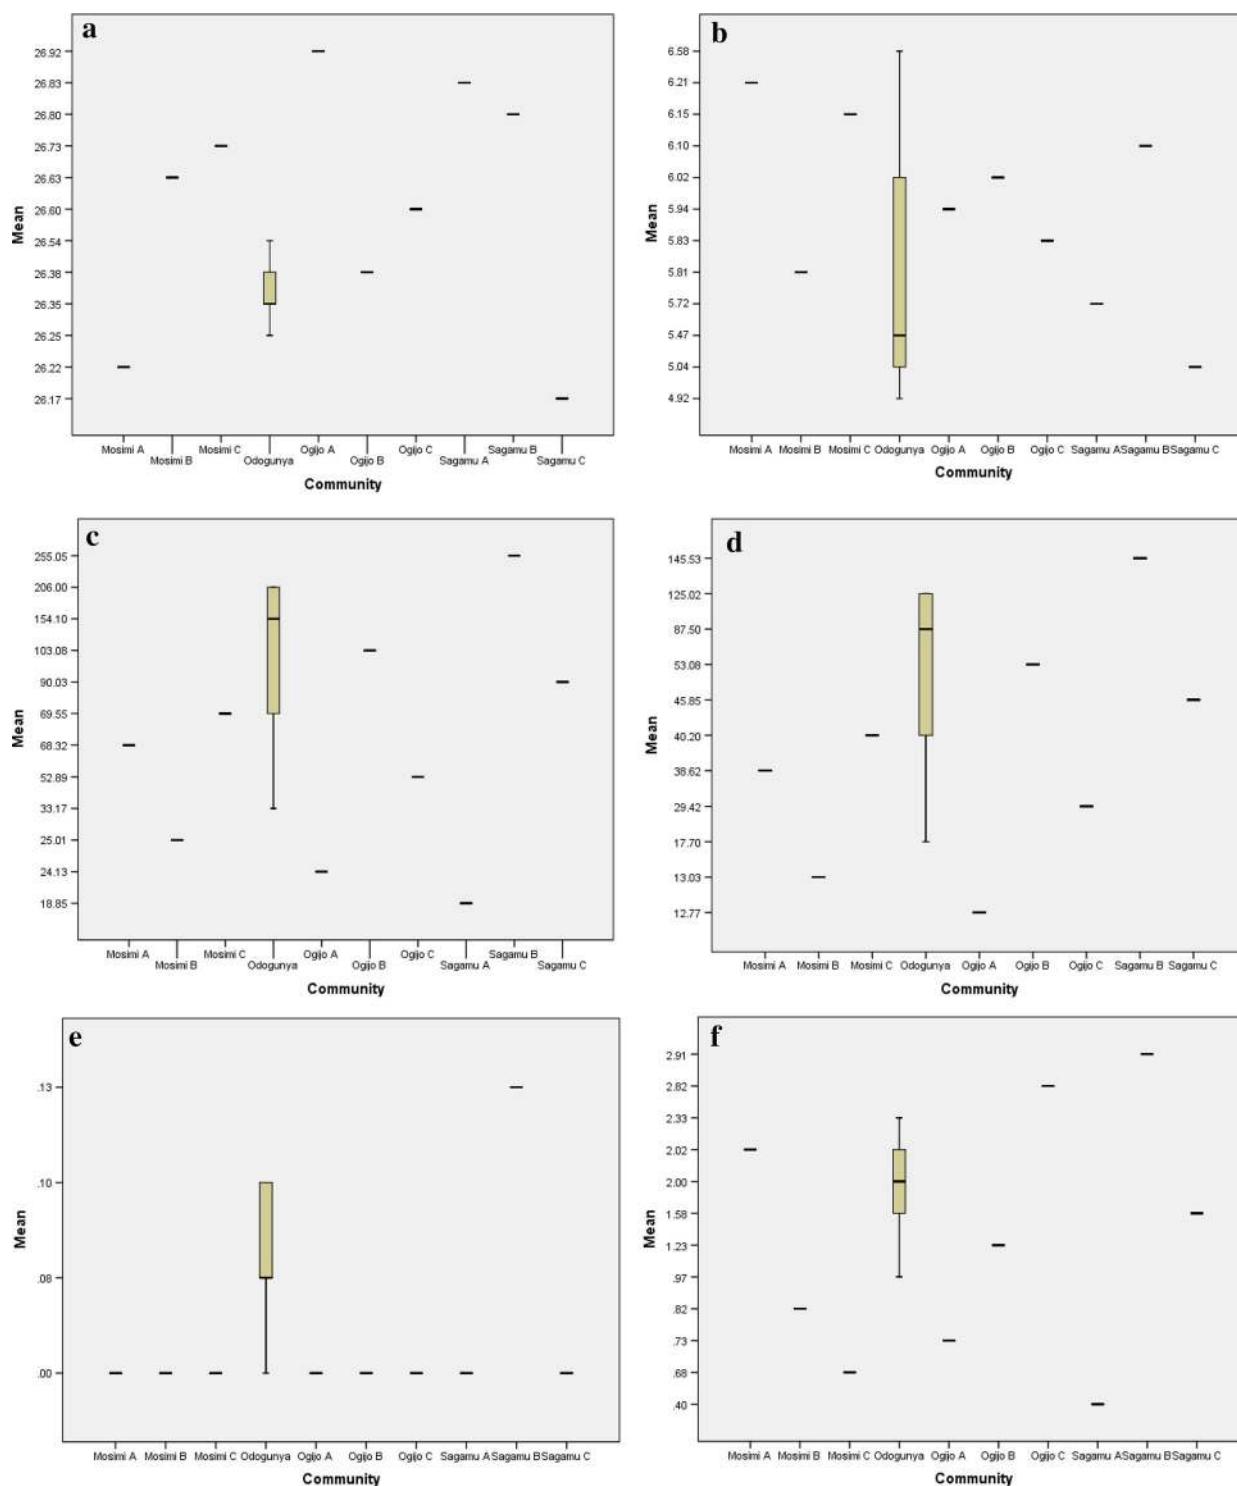 a
26.92
26.83
26.80
26.73
26.63
26.60
26.54
26.38
26.35
26.25
26.22
26.17
Mean
Mosimi A Mosimi B Mosimi C Odogunya Ogijo A Ogijo B Ogijo C Sagamu A Sagamu B Sagamu C
Community
b
6.58
6.21
6.15
6.10
6.02
5.94
5.83
5.81
5.72
5.47
5.04
4.92
Mean
Mosimi A Mosimi B Mosimi C Odogunya Ogijo A Ogijo B Ogijo C Sagamu A Sagamu B Sagamu C
Community
c
255.05
206.00
154.10
103.08
90.03
69.55
68.32
52.89
33.17
25.01
24.13
18.85
Mean
Mosimi A Mosimi B Mosimi C Odogunya Ogijo A Ogijo B Ogijo C Sagamu A Sagamu B Sagamu C
Community
d
145.53
125.02
87.50
53.08
45.85
40.20
38.62
29.42
17.70
13.03
12.77
Mean
Mosimi A Mosimi B Mosimi C Odogunya Ogijo A Ogijo B Ogijo C Sagamu B Sagamu C
Community
e
.13
.10
.08
.00
Mean
Mosimi A Mosimi B Mosimi C Odogunya Ogijo A Ogijo B Ogijo C Sagamu A Sagamu B Sagamu C
Community
f
2.91
2.82
2.33
2.02
2.00
1.58
1.23
.97
.82
.73
.68
.40
Mean
Mosimi A Mosimi B Mosimi C Odogunya Ogijo A Ogijo B Ogijo C Sagamu A Sagamu B Sagamu C
Community